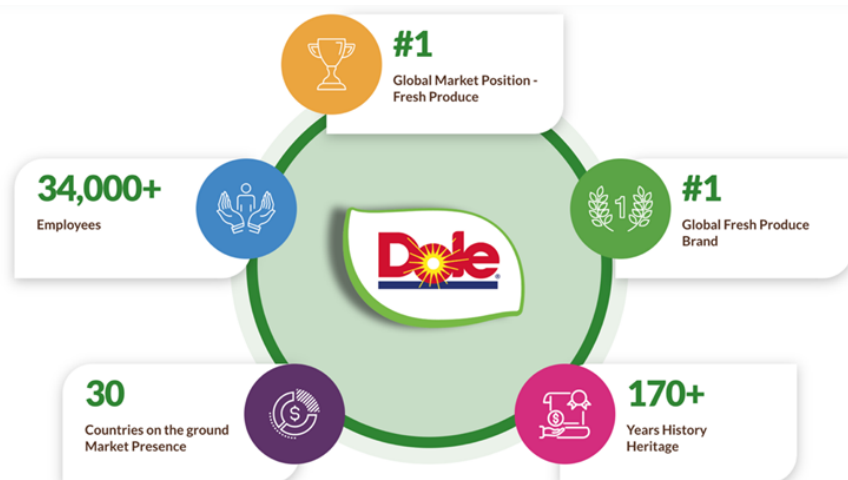 #1
Global Market Position -
Fresh Produce
34,000+
Employees
1
#1
Global Fresh Produce
Brand
Dole
®
30
Countries on the ground
Market Presence
$
$
170+
Years History
Heritage